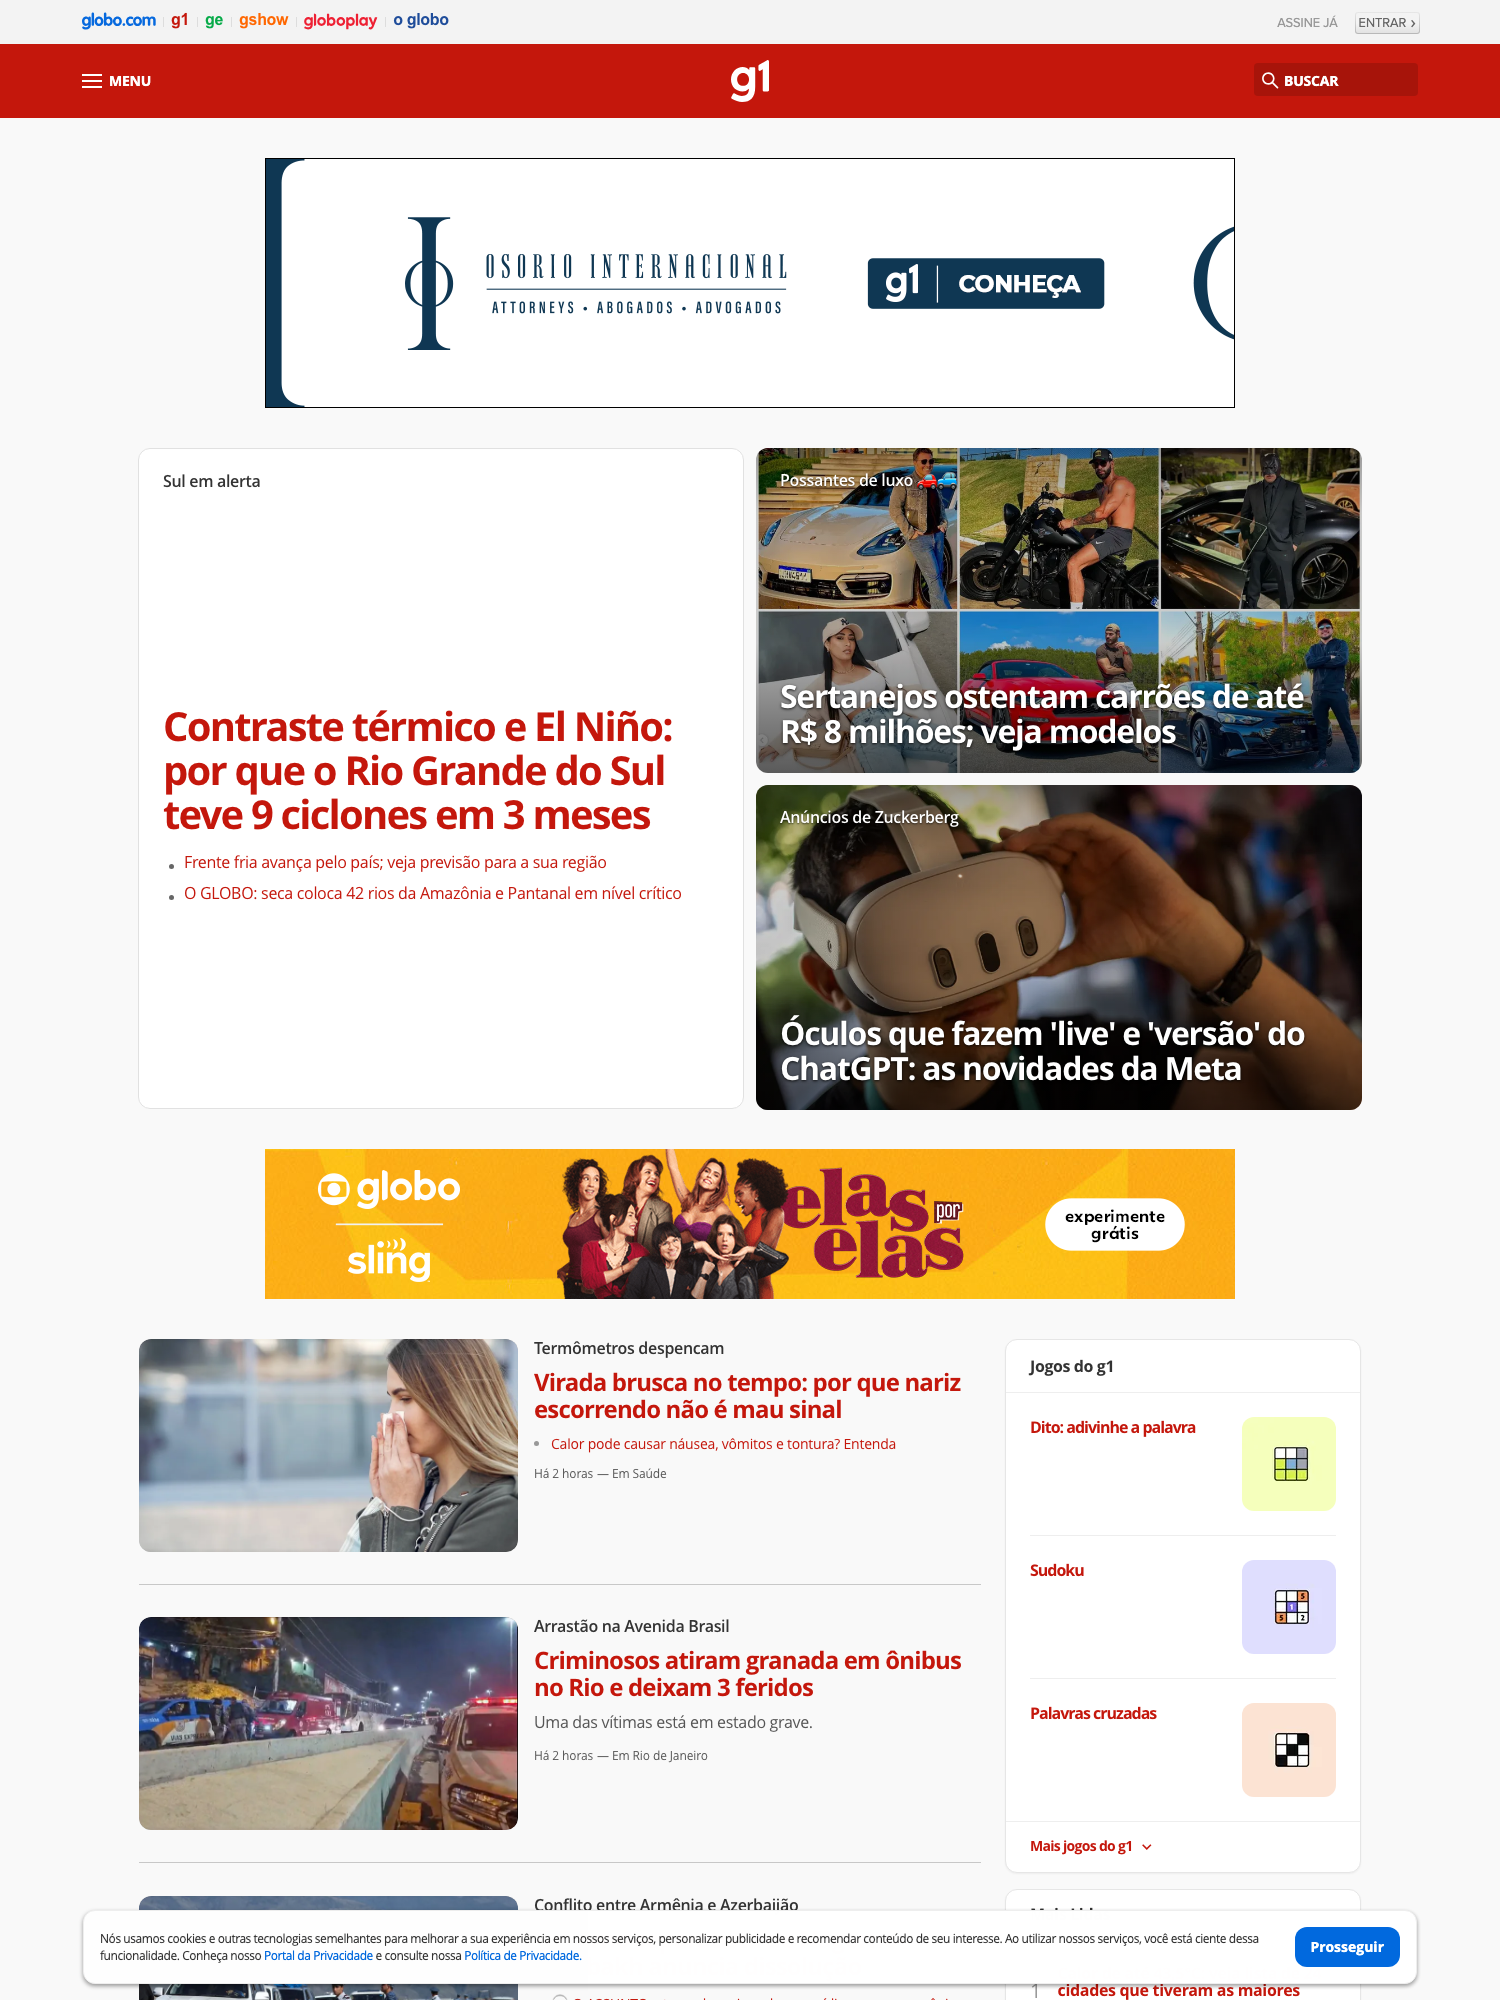 globo.com g1 ge gshow globoplay o globo
ASSINE JÁ ENTRAR ›
MENU
g1
BUSCAR
OSORIO INTERNACIONAL
ATTORNEYS • ABOGADOS • ADVOGADOS
g1 | CONHEÇA
Sul em alerta
Contraste térmico e El Niño:
por que o Rio Grande do Sul
teve 9 ciclones em 3 meses
Frente fria avança pelo país; veja previsão para a sua região
O GLOBO: seca coloca 42 rios da Amazônia e Pantanal em nível crítico
Possantes de luxo
Sertanejos ostentam carrões de até
R$ 8 milhões; veja modelos
Anúncios de Zuckerberg
Óculos que fazem 'live' e 'versão' do
ChatGPT: as novidades da Meta
globo
sling
elas por
elas
experimente
grátis
Termômetros despencam
Virada brusca no tempo: por que nariz
escorrendo não é mau sinal
Calor pode causar náusea, vômitos e tontura? Entenda
Há 2 horas — Em Saúde
Arrastão na Avenida Brasil
Criminosos atiram granada em ônibus
no Rio e deixam 3 feridos
Uma das vítimas está em estado grave.
Há 2 horas — Em Rio de Janeiro
Conflito entre Armênia e Azerbaijão
Jogos do g1
Dito: adivinhe a palavra
Sudoku
5
1
5 2
Palavras cruzadas
Mais jogos do g1
Nós usamos cookies e outras tecnologias semelhantes para melhorar a sua experiência em nossos serviços, personalizar publicidade e recomendar conteúdo de seu interesse. Ao utilizar nossos serviços, você está ciente dessa
funcionalidade. Conheça nosso Portal da Privacidade e consulte nossa Política de Privacidade.
Prosseguir
1 cidades que tiveram as maiores